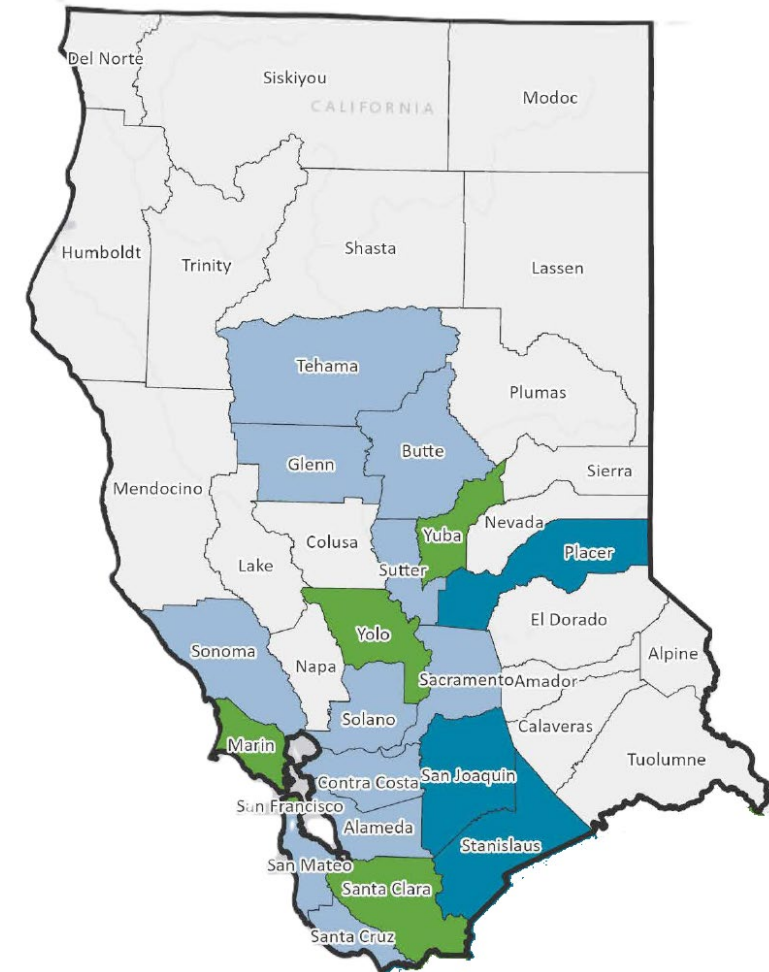 Del Norte
Siskiyou
CALIFORNIA
Modoc
Humboldt
Trinity
Shasta
Lassen
Tehama
Plumas
Butte
Glenn
Sierra
Mendocino
Nevada
Yuba
Colusa
Placer
Lake
Sutter
El Dorado
Yolo
Sonoma
Alpine
Napa
Sacramento
Amador
Solano
Calaveras
Marin
Tuolumne
Contra Costa
San Joaquin
San Francisco
Alameda
Stanislaus
San Mateo
Santa Clara
Santa Cruz